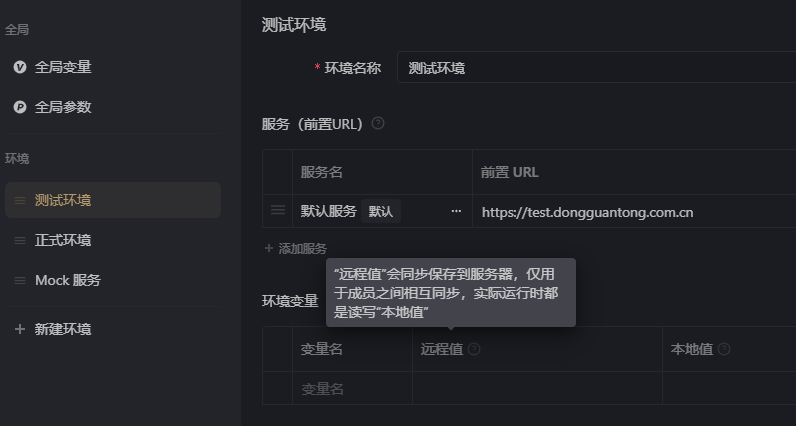 全局
全局变量
全局参数
环境
测试环境
正式环境
Mock 服务
新建环境
测试环境
* 环境名称 测试环境
服务（前置URL）
服务名 前置 URL
默认服务 默认 ··· https://test.dongguantong.com.cn
+ 添加服务
“远程值”会同步保存到服务器，仅用
于成员之间相互同步，实际运行时都
是读写“本地值”
环境变量
变量名 远程值 本地值
变量名